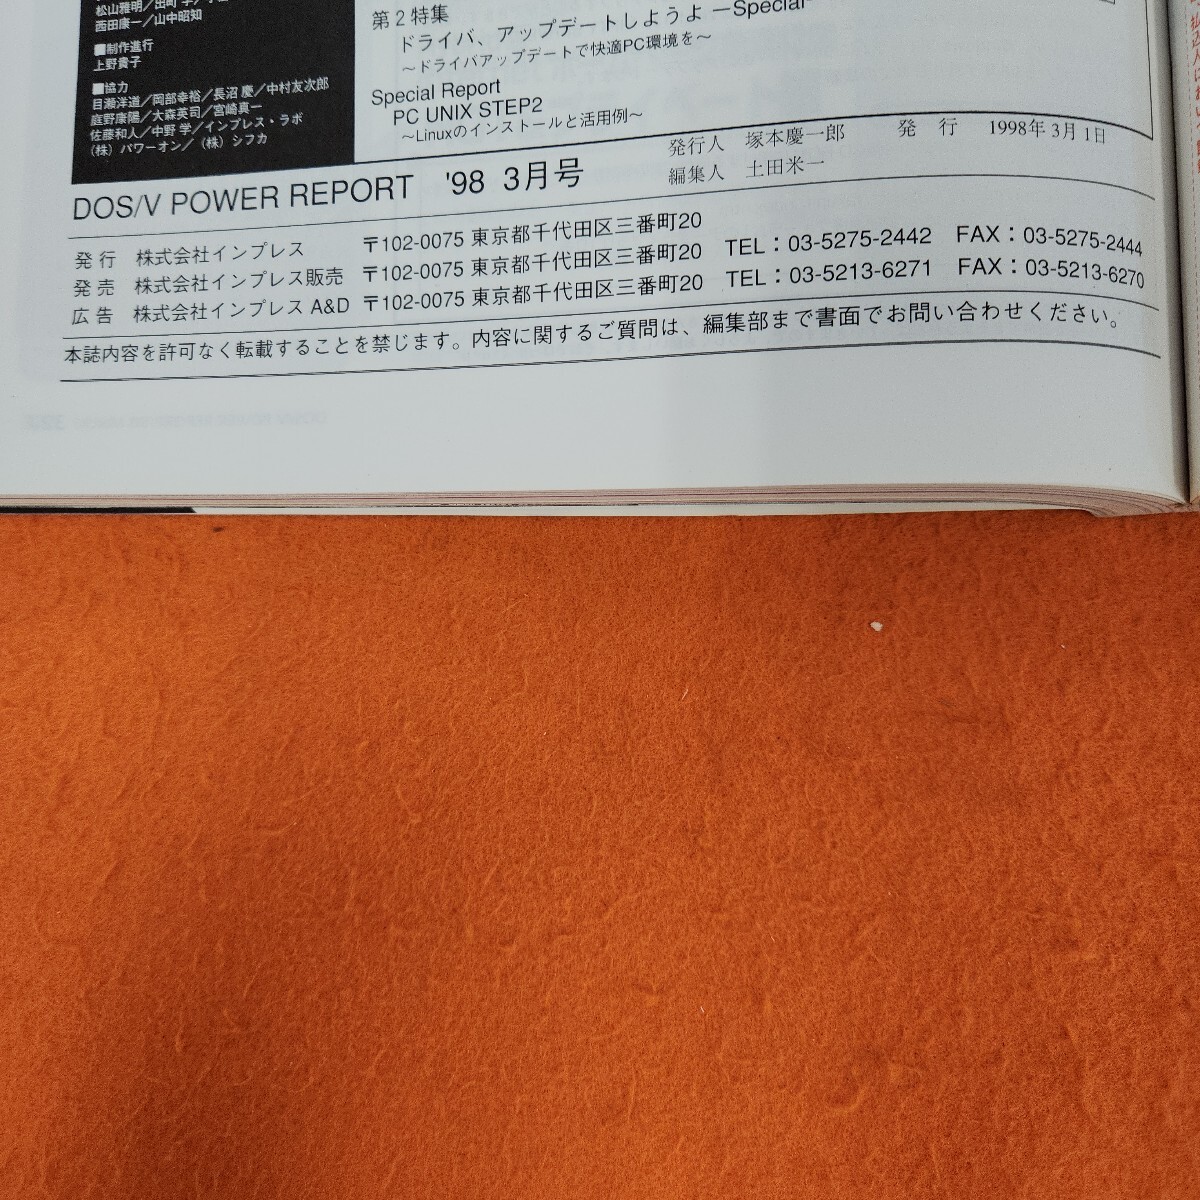 松山雅明／出町 学／
西田康一／山中昭知
■制作進行
上野貴子
■協力
目瀬洋道／岡部幸裕／長沼 慶／中村友次郎
庭野康陽／大森英司／宮崎真一
佐藤和人／中野 学／インプレス・ラボ
（株）パワーオン／（株）シフカ
第2特集
ドライバ、アップデートしようよ ーSpecial-
～ドライバアップデートで快適PC環境を～
Special Report
PC UNIX STEP2
～Linuxのインストールと活用例～
DOS/V POWER REPORT '98 3月号
発行人 塚本慶一郎 発 行 1998年3月1日
編集人 土田米一
発 行 株式会社インプレス 〒102-0075 東京都千代田区三番町20
発 売 株式会社インプレス販売 〒102-0075 東京都千代田区三番町20 TEL：03-5275-2442 FAX：03-5275-2444
広 告 株式会社インプレス A&D 〒102-0075 東京都千代田区三番町20 TEL：03-5213-6271 FAX：03-5213-6270
本誌内容を許可なく転載することを禁じます。内容に関するご質問は、編集部まで書面でお問い合わせください。